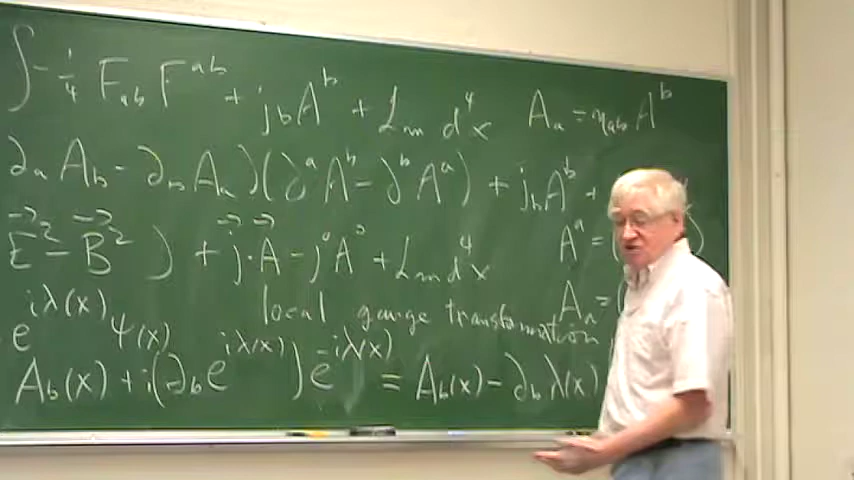 ∫ -1/4 F_ab F^ab + j_b A^b + L_m d^4x   A_a = η_ab A^b
∂_a A_b - ∂_b A_a)(∂^a A^b - ∂^b A^a) + j_b A^b +
E⃗^2 - B⃗^2) + j⃗·A⃗ - j^0 A^0 + L_m d^4x   A^a = (
local gauge transformation   A_a = (
e^{iλ(x)} ψ(x)
A_b(x) + i(∂_b e^{iλ(x)}) e^{-iλ(x)} = A_b(x) - ∂_b λ(x)